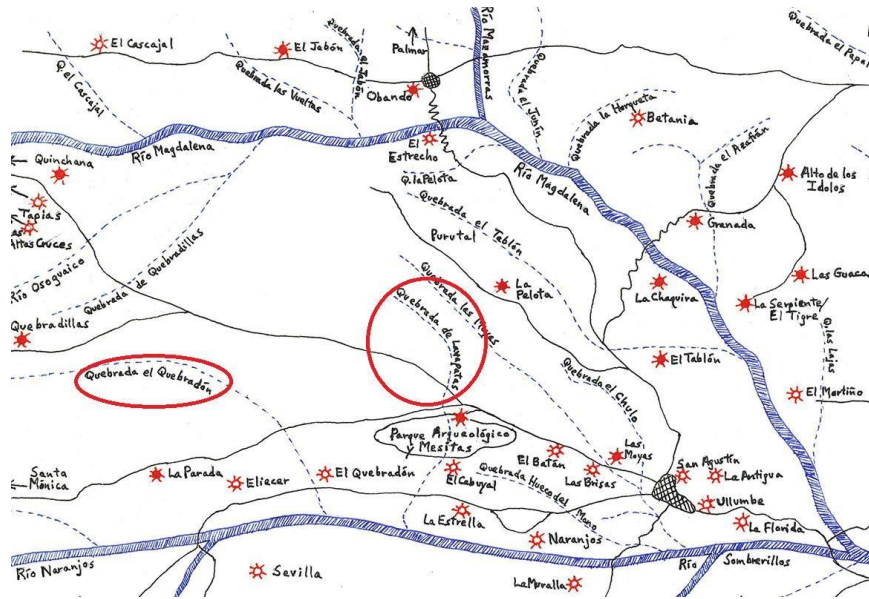 El Cascajal
Q. el Cascajal
El Jabón
Quebrada las Vueltas
Quebrada el Jabón
Palmar
Obando
Río Mazamorras
Quebrada el Junín
Quebrada la Horqueta
Betania
Quebrada el Azafrán
Alto de los
Idolos
Quinchana
Río Magdalena
El
Estrecho
Q. la Pelota
Río Magdalena
Tapias
Altas Cruces
Río Osoguaico
Quebrada de Quebradillas
Quebrada el Tablón
Purutal
Granada
La
Pelota
La Chaquira
Las Guaca
La Serpiente/
El Tigre
Quebradillas
Quebrada las Moyas
Quebrada de Lavapatas
Q. las Lajas
El Tablón
Quebrada el Quebradón
Quebrada el Chulo
El Mortiño
Parque Arqueológico
y Mesitas
Las
Moyas
Santa
Mónica
La Parada
Eliecer
El Quebradón
El Cabuyal
El Batán
Las Brisas
San Agustín
La Antigua
Quebrada Hueco del Mono
Ullumbe
La Estrella
La Florida
Naranjos
Río Naranjos
Sevilla
La Muralla
Río Sombrerillos